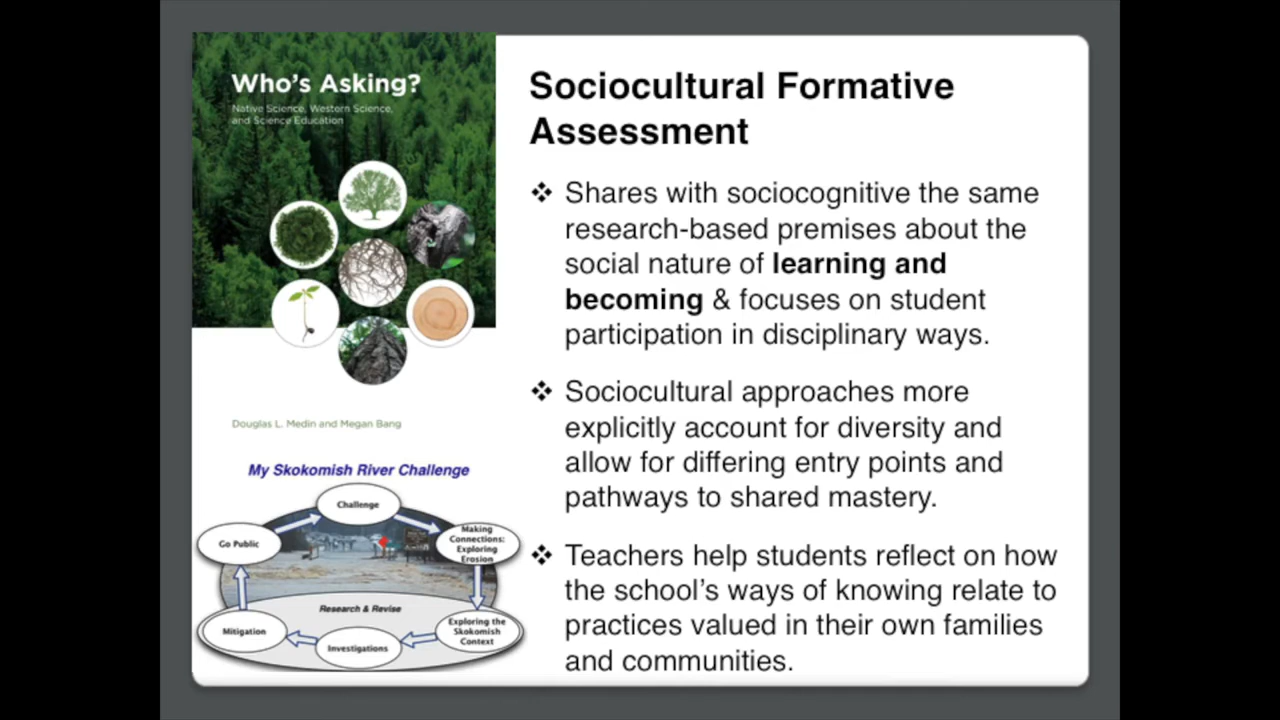 Who's Asking?
Native Science, Western Science,
and Science Education
Douglas L. Medin and Megan Bang
My Skokomish River Challenge
Challenge
Making
Connections:
Exploring
Erosion
Exploring the
Skokomish
Context
Investigations
Mitigation
Go Public
Research & Revise
Sociocultural Formative
Assessment
❖ Shares with sociocognitive the same
research-based premises about the
social nature of learning and
becoming & focuses on student
participation in disciplinary ways.
❖ Sociocultural approaches more
explicitly account for diversity and
allow for differing entry points and
pathways to shared mastery.
❖ Teachers help students reflect on how
the school's ways of knowing relate to
practices valued in their own families
and communities.